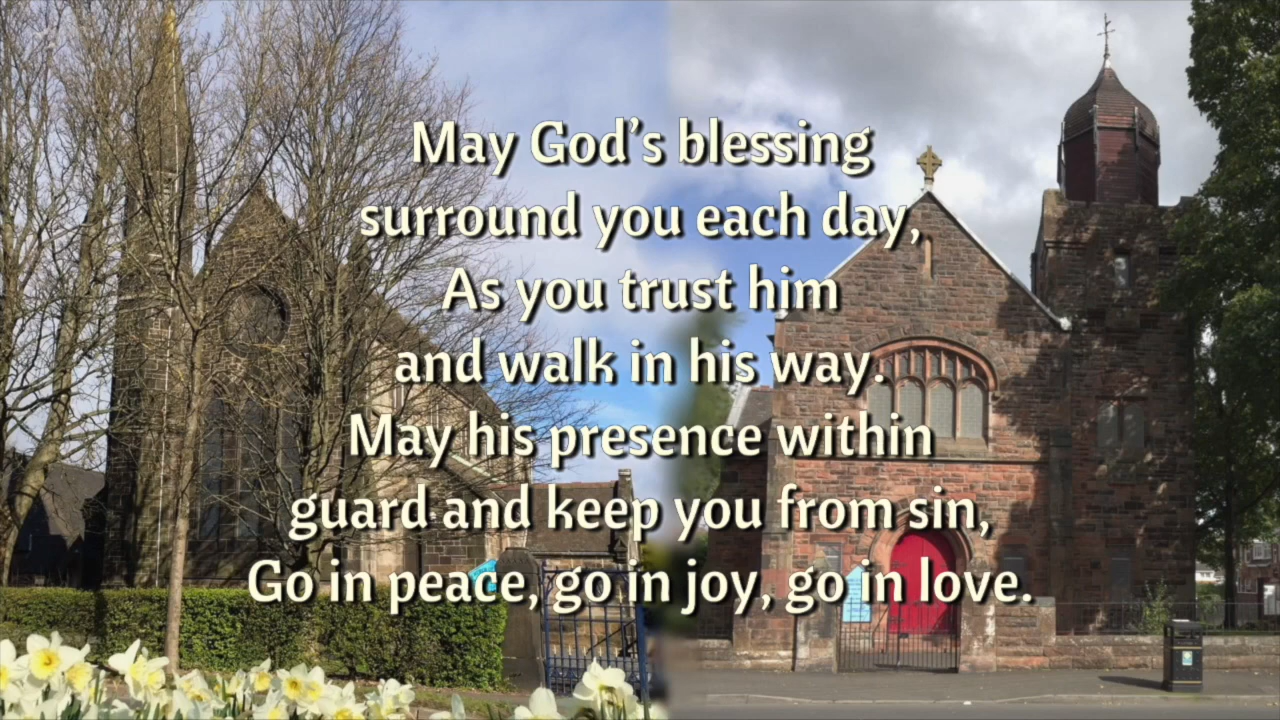 May God’s blessing
surround you each day,
As you trust him
and walk in his way.
May his presence within
guard and keep you from sin,
Go in peace, go in joy, go in love.